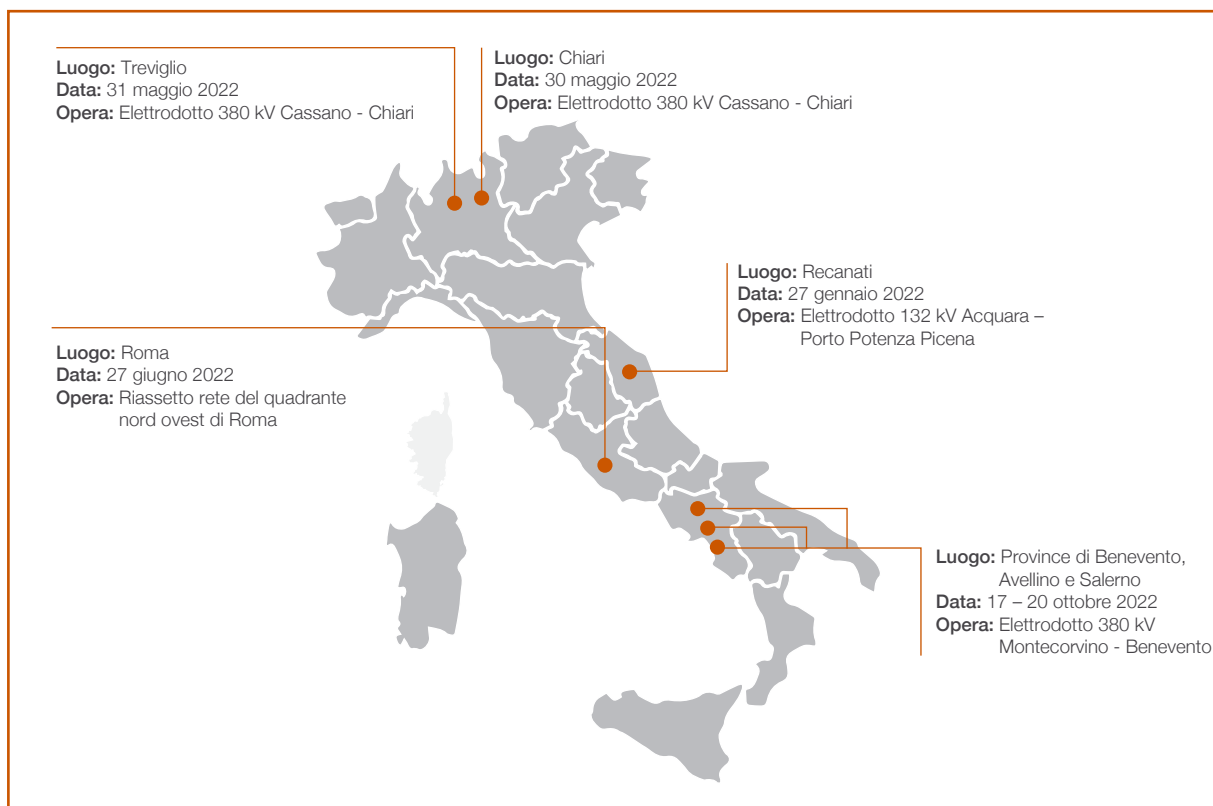 Luogo: Treviglio
Data: 31 maggio 2022
Opera: Elettrodotto 380 kV Cassano - Chiari
Luogo: Chiari
Data: 30 maggio 2022
Opera: Elettrodotto 380 kV Cassano - Chiari
Luogo: Recanati
Data: 27 gennaio 2022
Opera: Elettrodotto 132 kV Acquara –
Porto Potenza Picena
Luogo: Roma
Data: 27 giugno 2022
Opera: Riassetto rete del quadrante
nord ovest di Roma
Luogo: Province di Benevento,
Avellino e Salerno
Data: 17 – 20 ottobre 2022
Opera: Elettrodotto 380 kV
Montecorvino - Benevento